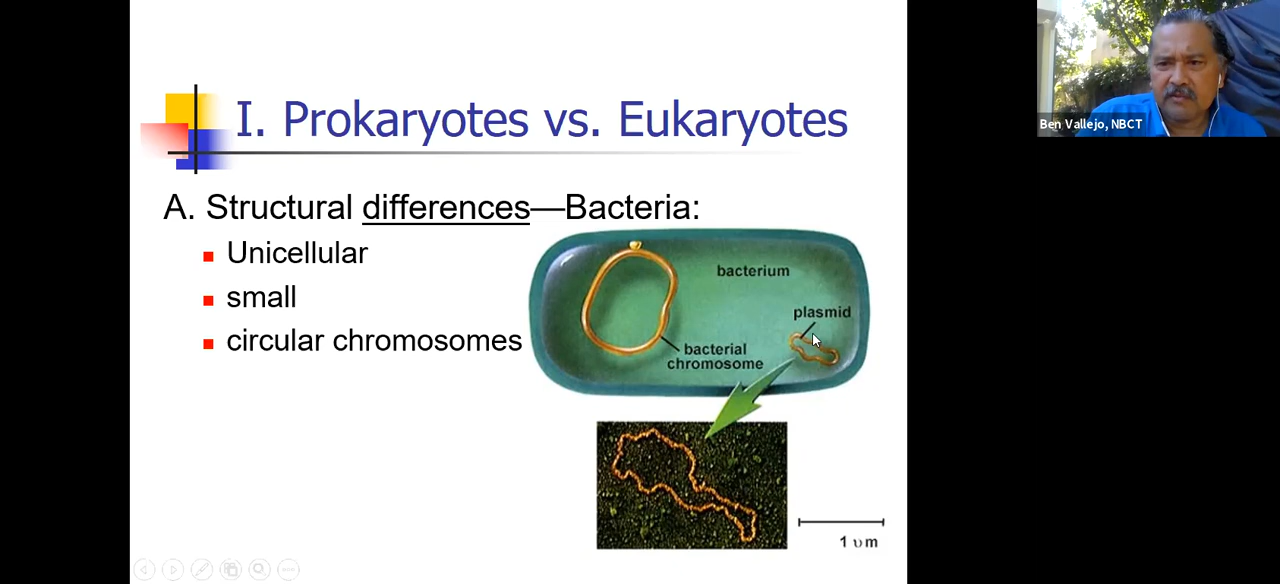 I. Prokaryotes vs. Eukaryotes
Ben Vallejo, NBCT
A. Structural differences—Bacteria:
Unicellular
small
circular chromosomes
bacterium
plasmid
bacterial
chromosome
1 υm